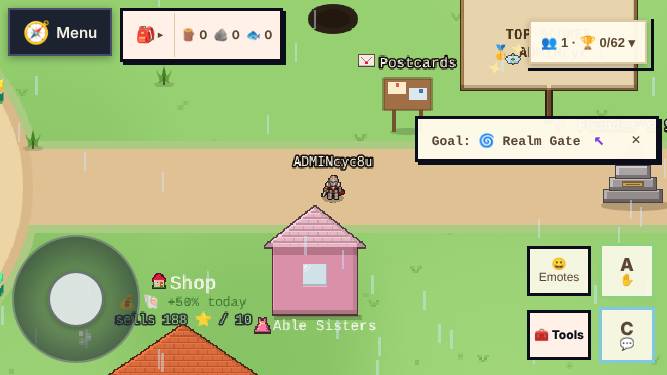 Menu
0 0 0
TOP
👥 1 · 🏆 0/62 ▾
Postcards
Goal: 🌀 Realm Gate ↖ ×
ADMINcyc8u
Shop
+50% today
sells 188 ⭐ / 10
Able Sisters
Emotes
A
Tools
C